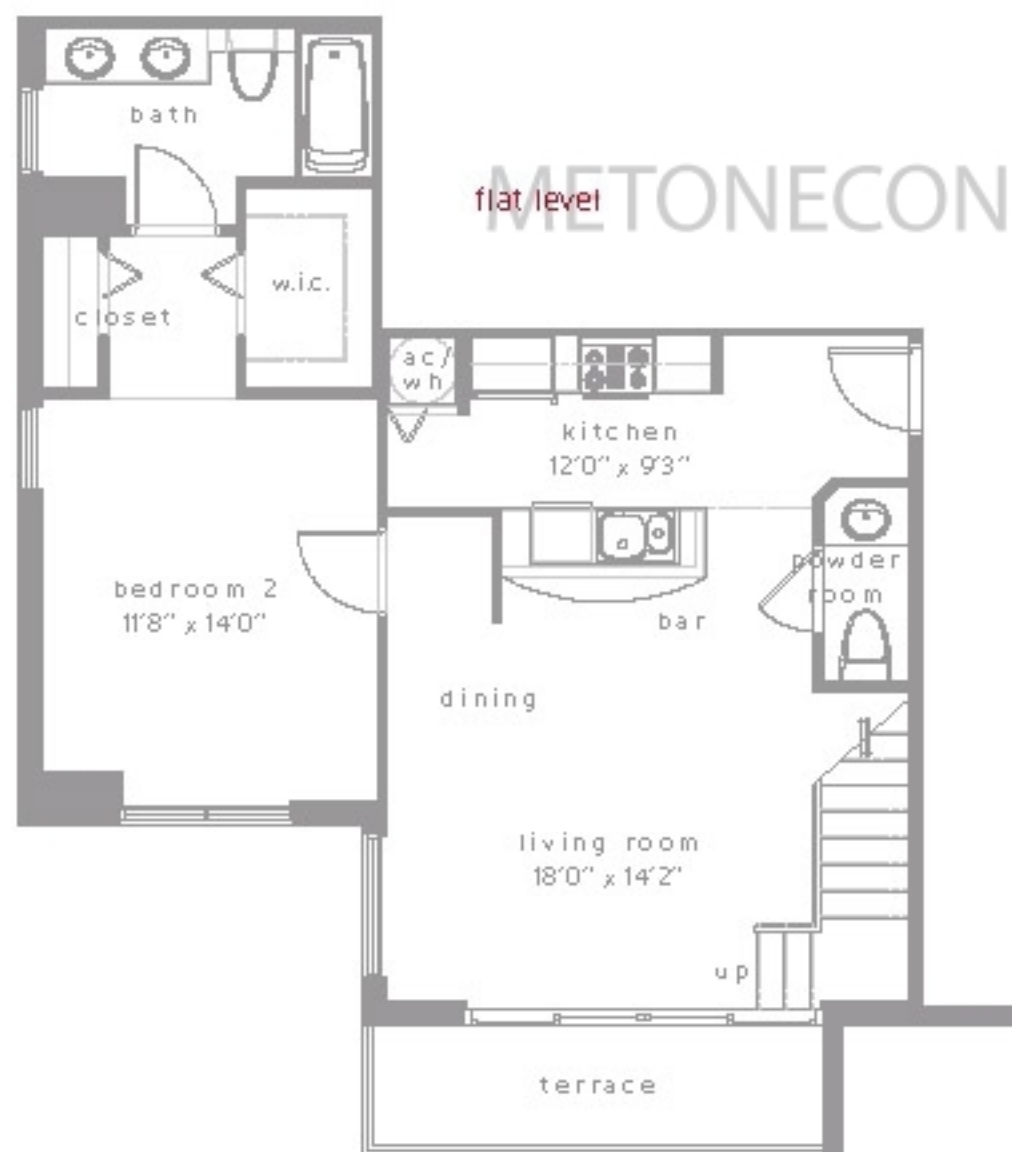 bath
flat level
METONECON
w.i.c.
closet
ac/
wh
kitchen
12'0" x 9'3"
powder
room
bedroom 2
11'8" x 14'0"
bar
dining
living room
18'0" x 14'2"
up
terrace